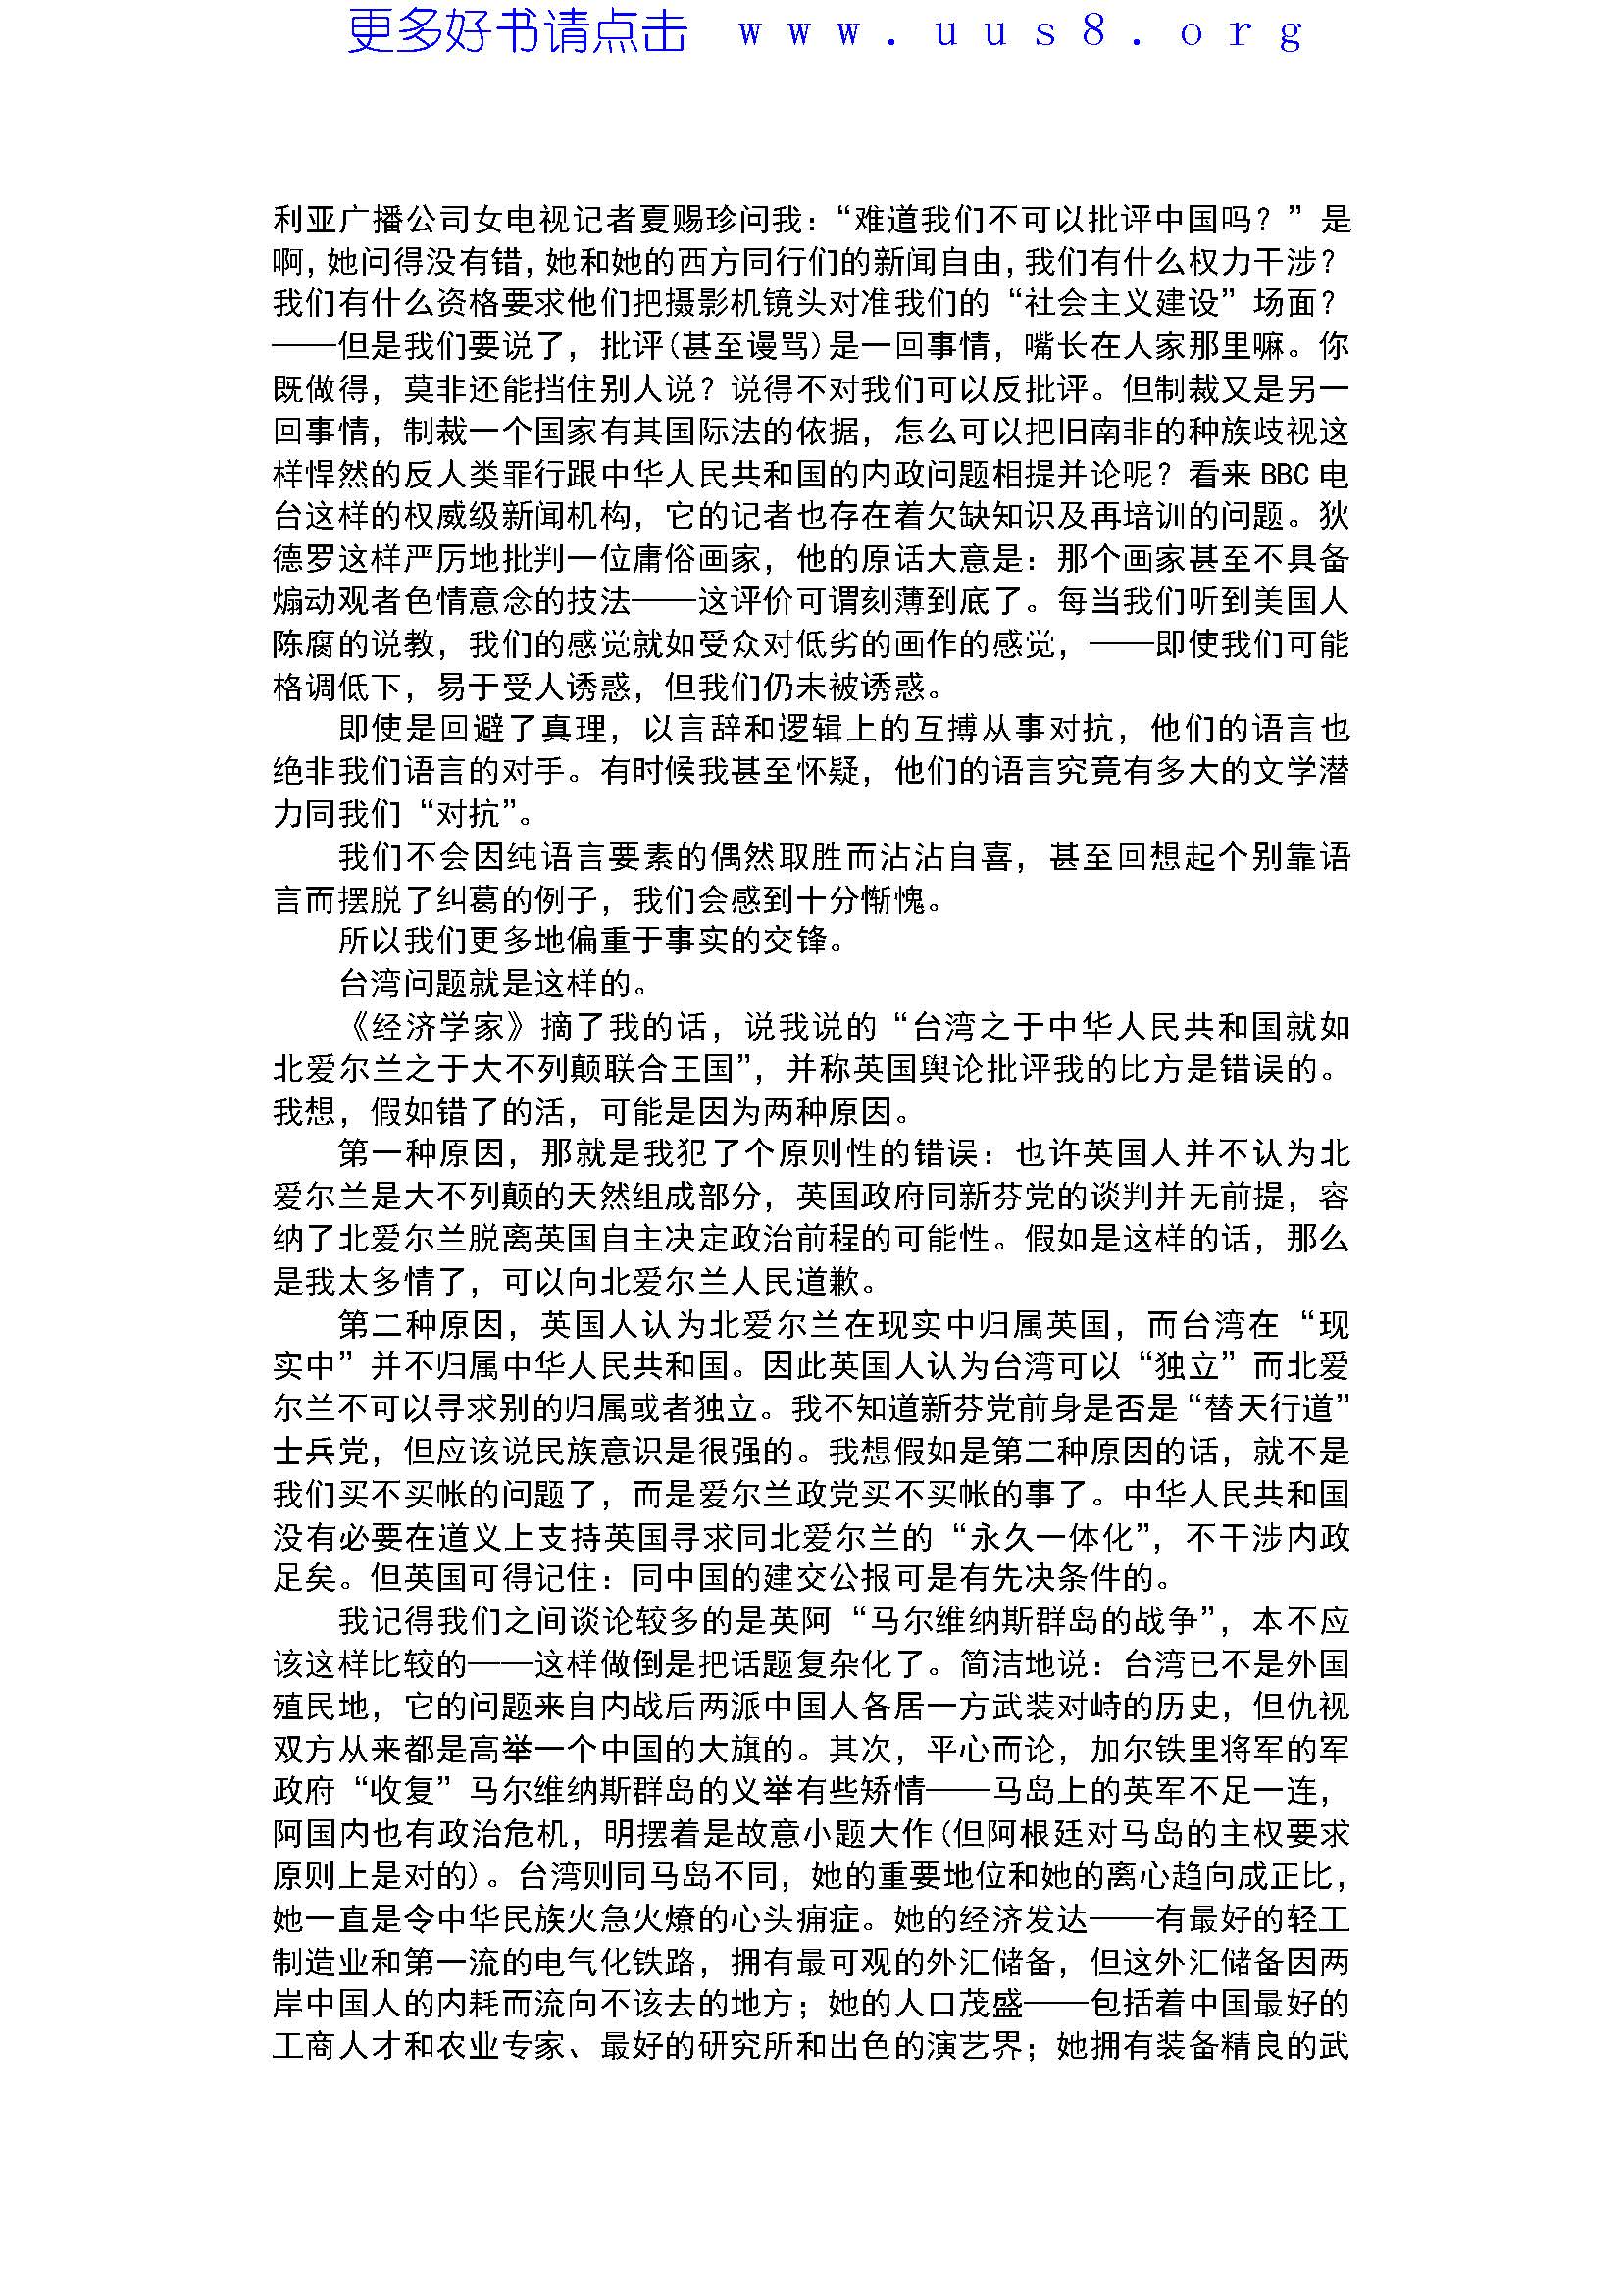 更多好书请点击 www.uus8.org
利亚广播公司女电视记者夏赐珍问我：“难道我们不可以批评中国吗？”是
啊，她问得没有错，她和她的西方同行们的新闻自由，我们有什么权力干涉？
我们有什么资格要求他们把摄影机镜头对准我们的“社会主义建设”场面？
——但是我们要说了，批评(甚至谩骂)是一回事情，嘴长在人家那里嘛。你
既做得，莫非还能挡住别人说？说得不对我们可以反批评。但制裁又是另一
回事情，制裁一个国家有其国际法的依据，怎么可以把旧南非的种族歧视这
样悍然的反人类罪行跟中华人民共和国的内政问题相提并论呢？看来 BBC 电
台这样的权威级新闻机构，它的记者也存在着欠缺知识及再培训的问题。狄
德罗这样严厉地批判一位庸俗画家，他的原话大意是：那个画家甚至不具备
煽动观者色情意念的技法——这评价可谓刻薄到底了。每当我们听到美国人
陈腐的说教，我们的感觉就如受众对低劣的画作的感觉，——即使我们可能
格调低下，易于受人诱惑，但我们仍未被诱惑。
即使是回避了真理，以言辞和逻辑上的互搏从事对抗，他们的语言也
绝非我们语言的对手。有时候我甚至怀疑，他们的语言究竟有多大的文学潜
力同我们“对抗”。
我们不会因纯语言要素的偶然取胜而沾沾自喜，甚至回想起个别靠语
言而摆脱了纠葛的例子，我们会感到十分惭愧。
所以我们更多地偏重于事实的交锋。
台湾问题就是这样的。
《经济学家》摘了我的话，说我说的“台湾之于中华人民共和国就如
北爱尔兰之于大不列颠联合王国”，并称英国舆论批评我的比方是错误的。
我想，假如错了的活，可能是因为两种原因。
第一种原因，那就是我犯了个原则性的错误：也许英国人并不认为北
爱尔兰是大不列颠的天然组成部分，英国政府同新芬党的谈判并无前提，容
纳了北爱尔兰脱离英国自主决定政治前程的可能性。假如是这样的话，那么
是我太多情了，可以向北爱尔兰人民道歉。
第二种原因，英国人认为北爱尔兰在现实中归属英国，而台湾在“现
实中”并不归属中华人民共和国。因此英国人认为台湾可以“独立”而北爱
尔兰不可以寻求别的归属或者独立。我不知道新芬党前身是否是“替天行道”
士兵党，但应该说民族意识是很强的。我想假如是第二种原因的话，就不是
我们买不买帐的问题了，而是爱尔兰政党买不买帐的事了。中华人民共和国
没有必要在道义上支持英国寻求同北爱尔兰的“永久一体化”，不干涉内政
足矣。但英国可得记住：同中国的建交公报可是有先决条件的。
我记得我们之间谈论较多的是英阿“马尔维纳斯群岛的战争”，本不应
该这样比较的——这样做倒是把话题复杂化了。简洁地说：台湾已不是外国
殖民地，它的问题来自内战后两派中国人各居一方武装对峙的历史，但仇视
双方从来都是高举一个中国的大旗的。其次，平心而论，加尔铁里将军的军
政府“收复”马尔维纳斯群岛的义举有些矫情——马岛上的英军不足一连，
阿国内也有政治危机，明摆着是故意小题大作(但阿根廷对马岛的主权要求
原则上是对的)。台湾则同马岛不同，她的重要地位和她的离心趋向成正比，
她一直是令中华民族火急火燎的心头痈症。她的经济发达——有最好的轻工
制造业和第一流的电气化铁路，拥有最可观的外汇储备，但这外汇储备因两
岸中国人的内耗而流向不该去的地方；她的人口茂盛——包括着中国最好的
工商人才和农业专家、最好的研究所和出色的演艺界；她拥有装备精良的武